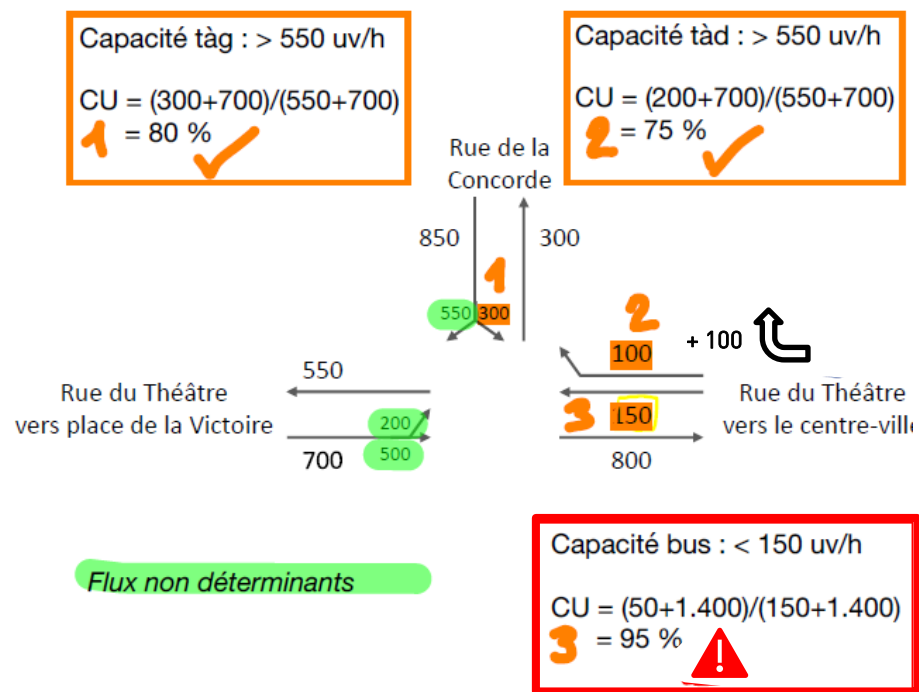 Capacité tàg : > 550 uv/h
CU = (300+700)/(550+700)
1 = 80 %
Capacité tàd : > 550 uv/h
CU = (200+700)/(550+700)
2 = 75 %
Rue de la
Concorde
850
300
1
550
300
2
100
+ 100
550
Rue du Théâtre
vers place de la Victoire
200
3
150
Rue du Théâtre
vers le centre-ville
700
500
800
Flux non déterminants
Capacité bus : < 150 uv/h
CU = (50+1.400)/(150+1.400)
3 = 95 %